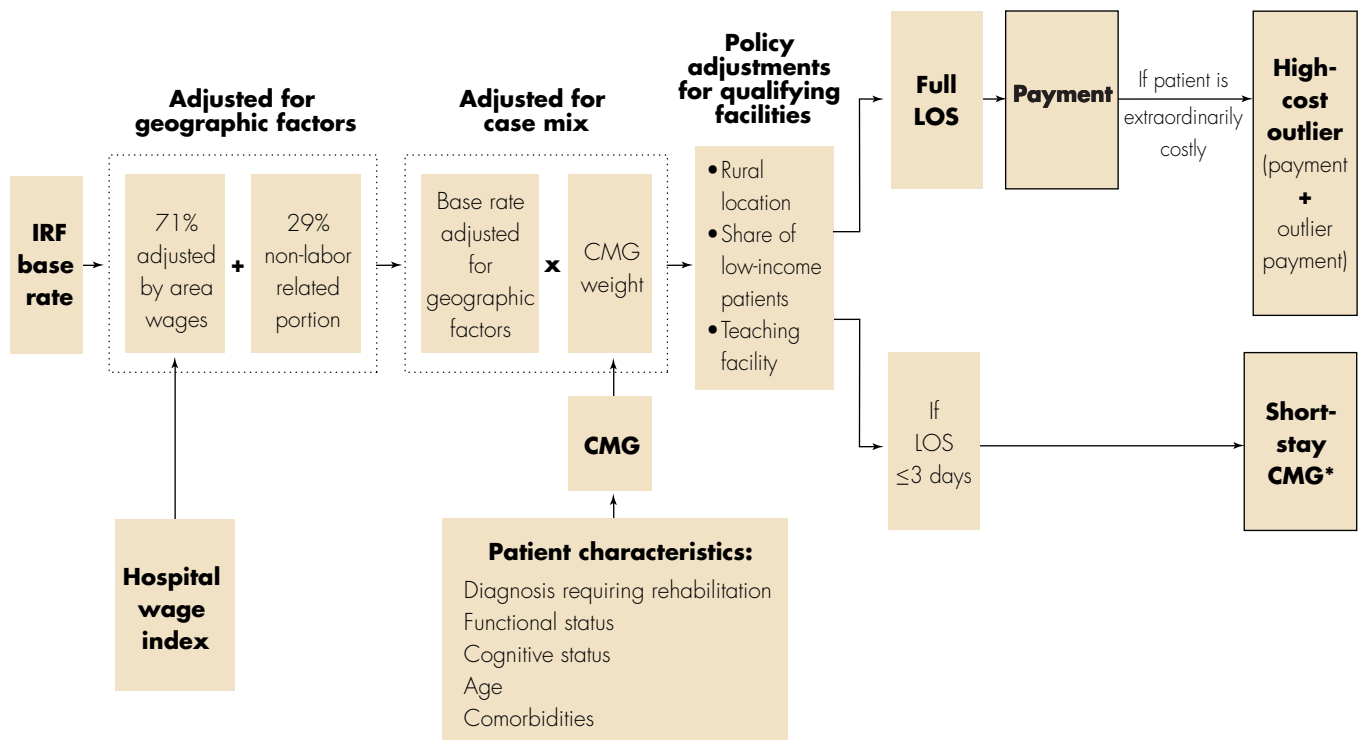 IRF
base
rate
Adjusted for
geographic factors
71%
adjusted
by area
wages
+
29%
non-labor
related
portion
Hospital
wage
index
Adjusted for
case mix
Base rate
adjusted
for
geographic
factors
x
CMG
weight
CMG
Patient characteristics:
Diagnosis requiring rehabilitation
Functional status
Cognitive status
Age
Comorbidities
Policy
adjustments
for qualifying
facilities
•Rural
location
•Share of
low-income
patients
•Teaching
facility
Full
LOS
Payment
If patient is
extraordinarily
costly
High-
cost
outlier
(payment
+
outlier
payment)
If
LOS
≤3 days
Short-
stay
CMG*